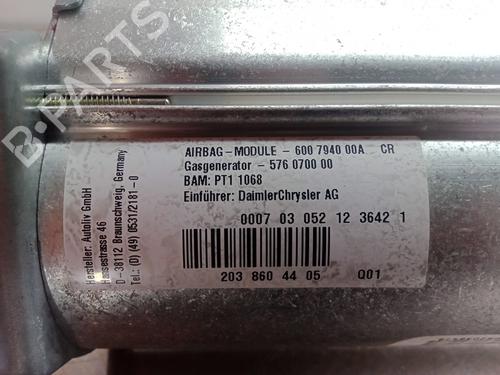 B-PARTS
AIRBAG-MODULE - 600 7940 00A CR
Gasgenerator - 576 0700 00
BAM: PT1 1068
Einführer: DaimlerChrysler AG
0007 03 052 12 3642 1
203 860 44 05 Q01
Hersteller: Autoliv GmbH
Hansestrasse 46
D - 38112 Braunschweig, Germany
Tel.: (0) (49) 0531/2181-0